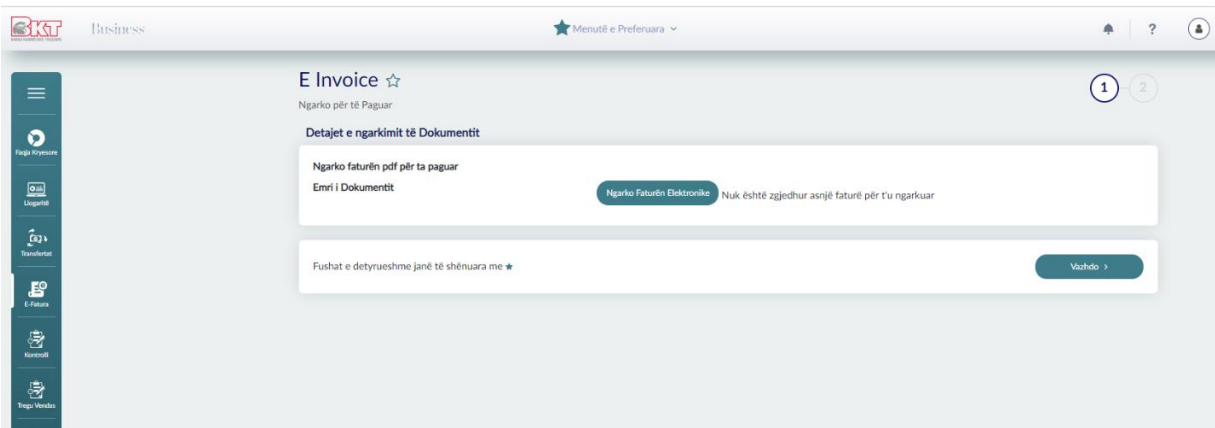 BKT
Business
Menutë e Preferuara
?
E Invoice
1
2
Ngarko për të Paguar
Detajet e ngarkimit të Dokumentit
Ngarko faturën pdf për ta paguar
Emri i Dokumentit
Ngarko Faturën Elektronike
Nuk është zgjedhur asnjë faturë për t'u ngarkuar
Fushat e detyrueshme janë të shënuara me
Vazhdo >
Faqja Kryesore
Llogaritë
Transfertat
E-Fatura
Kontrolli
Tregu Vendas